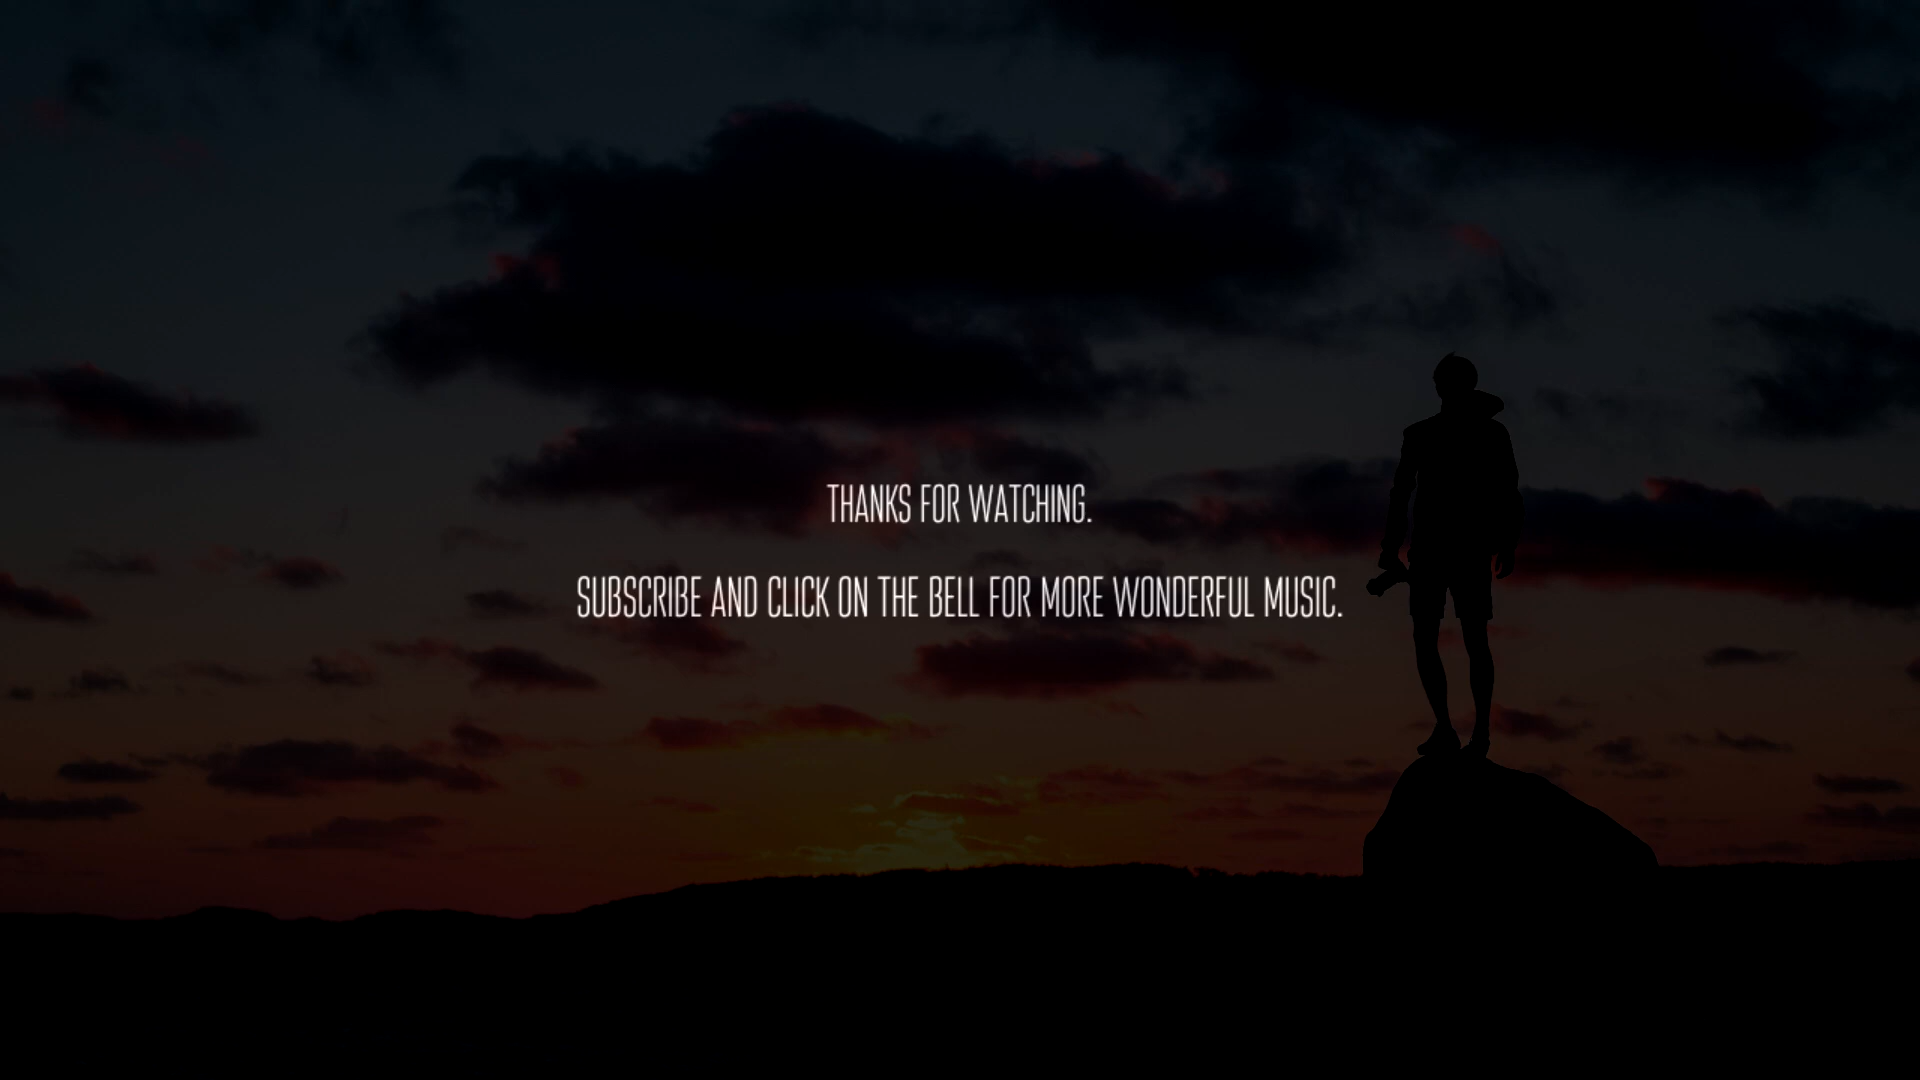 THANKS FOR WATCHING.
SUBSCRIBE AND CLICK ON THE BELL FOR MORE WONDERFUL MUSIC.